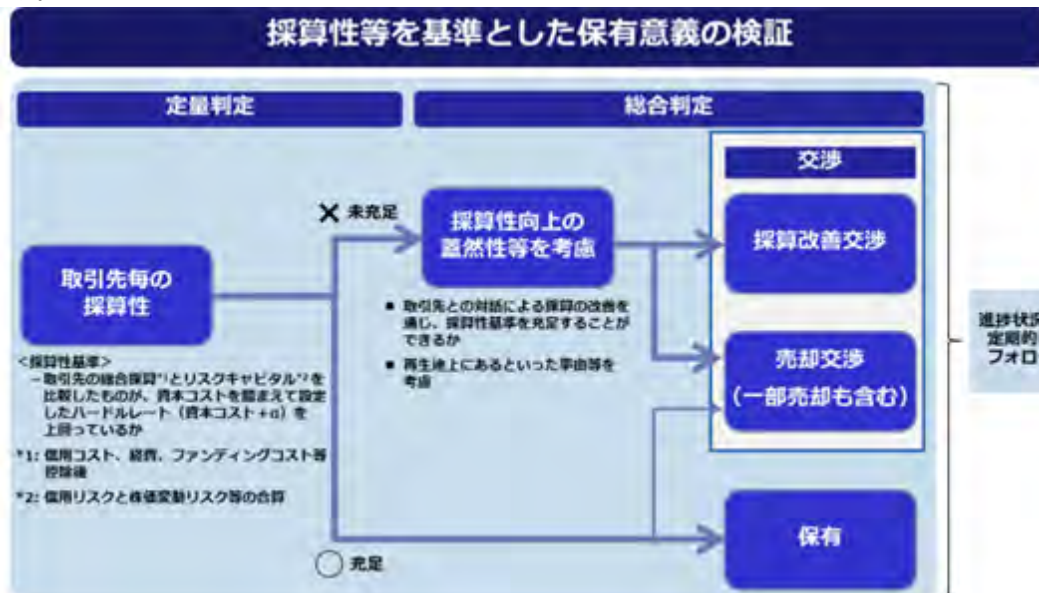 採算性等を基準とした保有意義の検証
定量判定
総合判定
交渉
✕ 未充足
採算性向上の
蓋然性等を考慮
採算改善交渉
取引先毎の
採算性
■ 取引先との対話による採算の改善を
通じ、採算性基準を充足することが
できるか
■ 再生途上にあるといった事由等を
考慮
売却交渉
(一部売却も含む)
<採算性基準>
－取引先の総合採算*1とリスクキャピタル*2を
比較したものが、資本コストを踏まえて設定
したハードルレート（資本コスト+α）を
上回っているか
*1: 信用コスト、経費、ファンディングコスト等
控除後
*2: 信用リスクと株価変動リスク等の合算
保有
○ 充足
進捗状況
定期的
フォロ